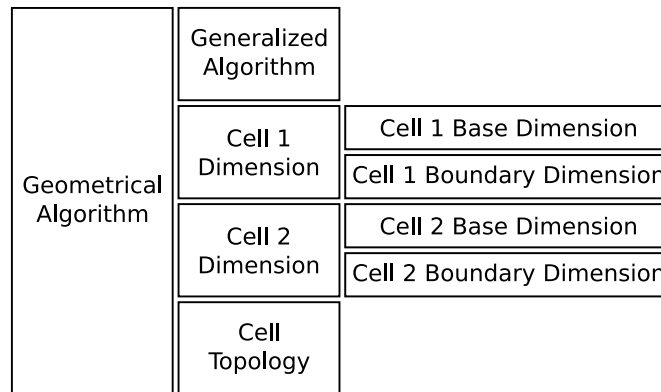 Geometrical
Algorithm
Generalized
Algorithm
Cell 1
Dimension
Cell 1 Base Dimension
Cell 1 Boundary Dimension
Cell 2
Dimension
Cell 2 Base Dimension
Cell 2 Boundary Dimension
Cell
Topology